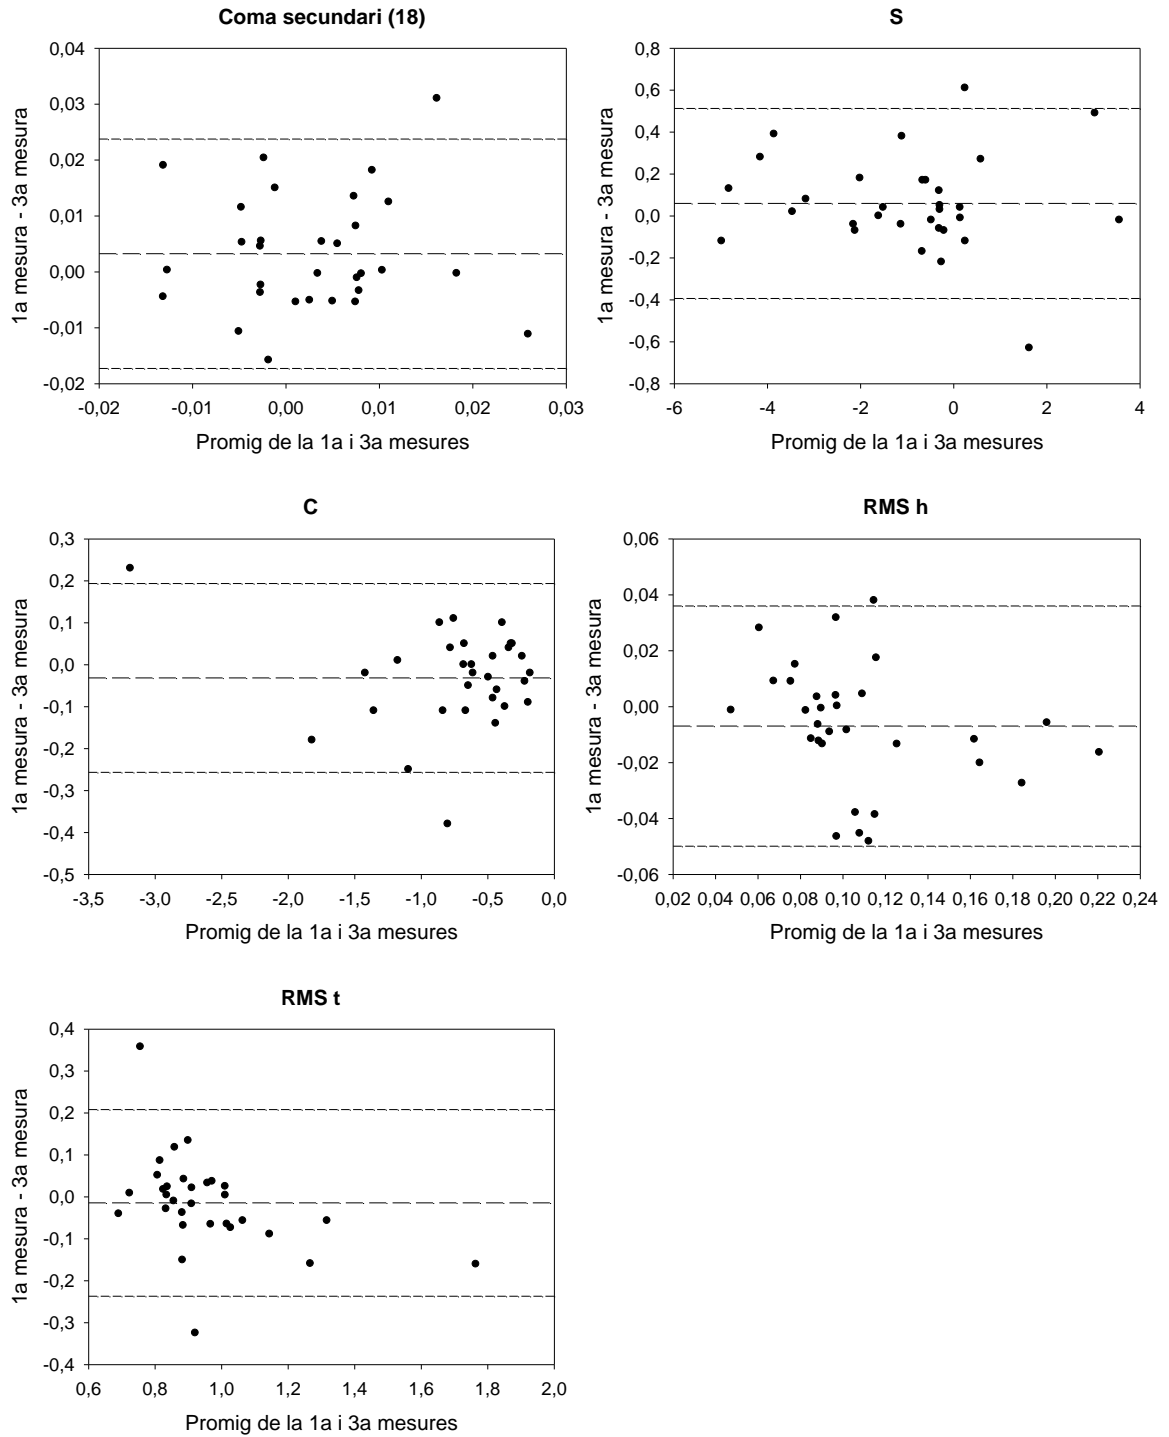 Coma secundari (18)
0,04
0,03
0,02
0,01
0,00
-0,01
-0,02
-0,02 -0,01 0,00 0,01 0,02 0,03
1a mesura - 3a mesura
Promig de la 1a i 3a mesures
S
0,8
0,6
0,4
0,2
0,0
-0,2
-0,4
-0,6
-0,8
-6 -4 -2 0 2 4
1a mesura - 3a mesura
Promig de la 1a i 3a mesures
C
0,3
0,2
0,1
0,0
-0,1
-0,2
-0,3
-0,4
-0,5
-3,5 -3,0 -2,5 -2,0 -1,5 -1,0 -0,5 0,0
1a mesura - 3a mesura
Promig de la 1a i 3a mesures
RMS h
0,06
0,04
0,02
0,00
-0,02
-0,04
-0,06
0,02 0,04 0,06 0,08 0,10 0,12 0,14 0,16 0,18 0,20 0,22 0,24
1a mesura - 3a mesura
Promig de la 1a i 3a mesures
RMS t
0,4
0,3
0,2
0,1
0,0
-0,1
-0,2
-0,3
-0,4
0,6 0,8 1,0 1,2 1,4 1,6 1,8 2,0
1a mesura - 3a mesura
Promig de la 1a i 3a mesures